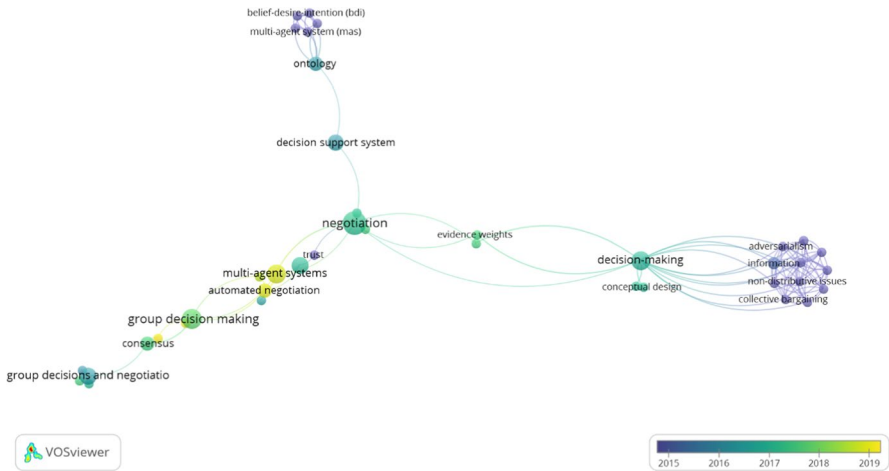 belief-desire-intention (bdi)
multi-agent system (mas)
ontology
decision support system
negotiation
evidence weights
trust
multi-agent systems
automated negotiation
group decision making
consensus
group decisions and negotiatio
decision-making
conceptual design
adversarialism
information
non-distributive issues
collective bargaining
VOSviewer
2015 2016 2017 2018 2019